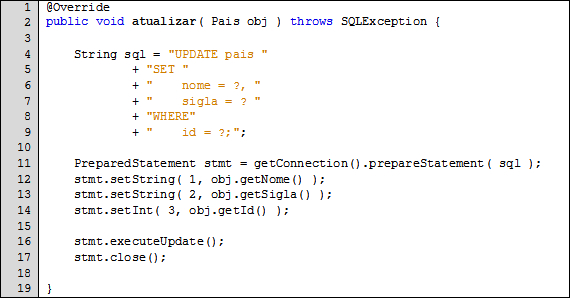 1 @Override
2 public void atualizar( Pais obj ) throws SQLException {
3
4     String sql = "UPDATE pais "
5             + "SET "
6             + "    nome = ?, "
7             + "    sigla = ? "
8             + "WHERE"
9             + "    id = ?;";
10
11     PreparedStatement stmt = getConnection().prepareStatement( sql );
12     stmt.setString( 1, obj.getNome() );
13     stmt.setString( 2, obj.getSigla() );
14     stmt.setInt( 3, obj.getId() );
15
16     stmt.executeUpdate();
17     stmt.close();
18
19 }